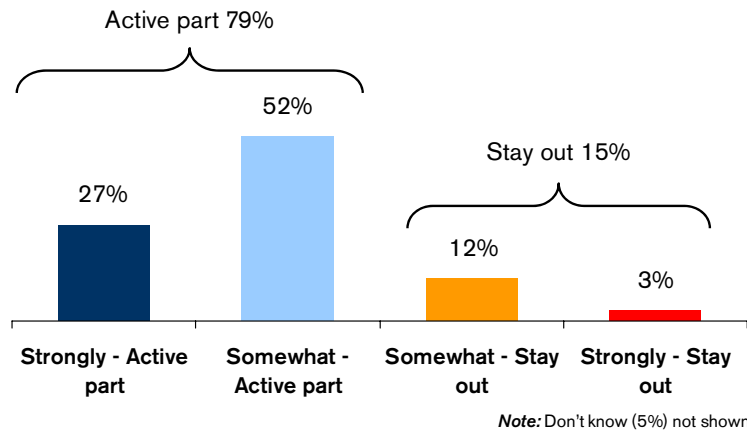 Active part 79%
52%
27%
Stay out 15%
12%
3%
Strongly - Active
part
Somewhat -
Active part
Somewhat - Stay
out
Strongly - Stay
out
Note: Don't know (5%) not shown